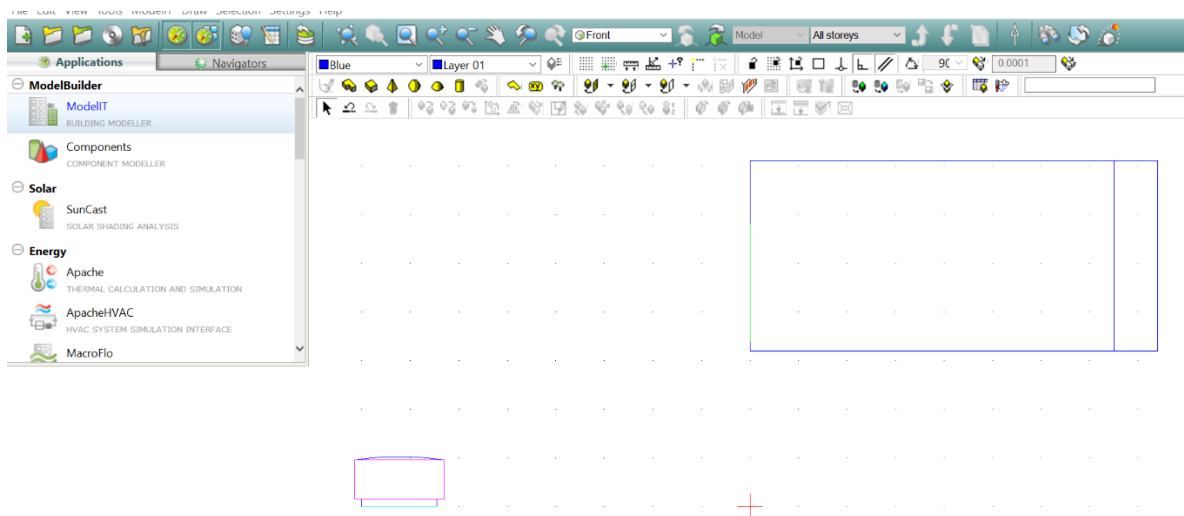 File Edit View Tools ModelIT Draw Selection Settings Help
Front
Model
All storeys
Applications
Navigators
Blue
Layer 01
90
0.0001
ModelBuilder
ModelIT
BUILDING MODELLER
Components
COMPONENT MODELLER
Solar
SunCast
SOLAR SHADING ANALYSIS
Energy
Apache
THERMAL CALCULATION AND SIMULATION
ApacheHVAC
HVAC SYSTEM SIMULATION INTERFACE
MacroFlo